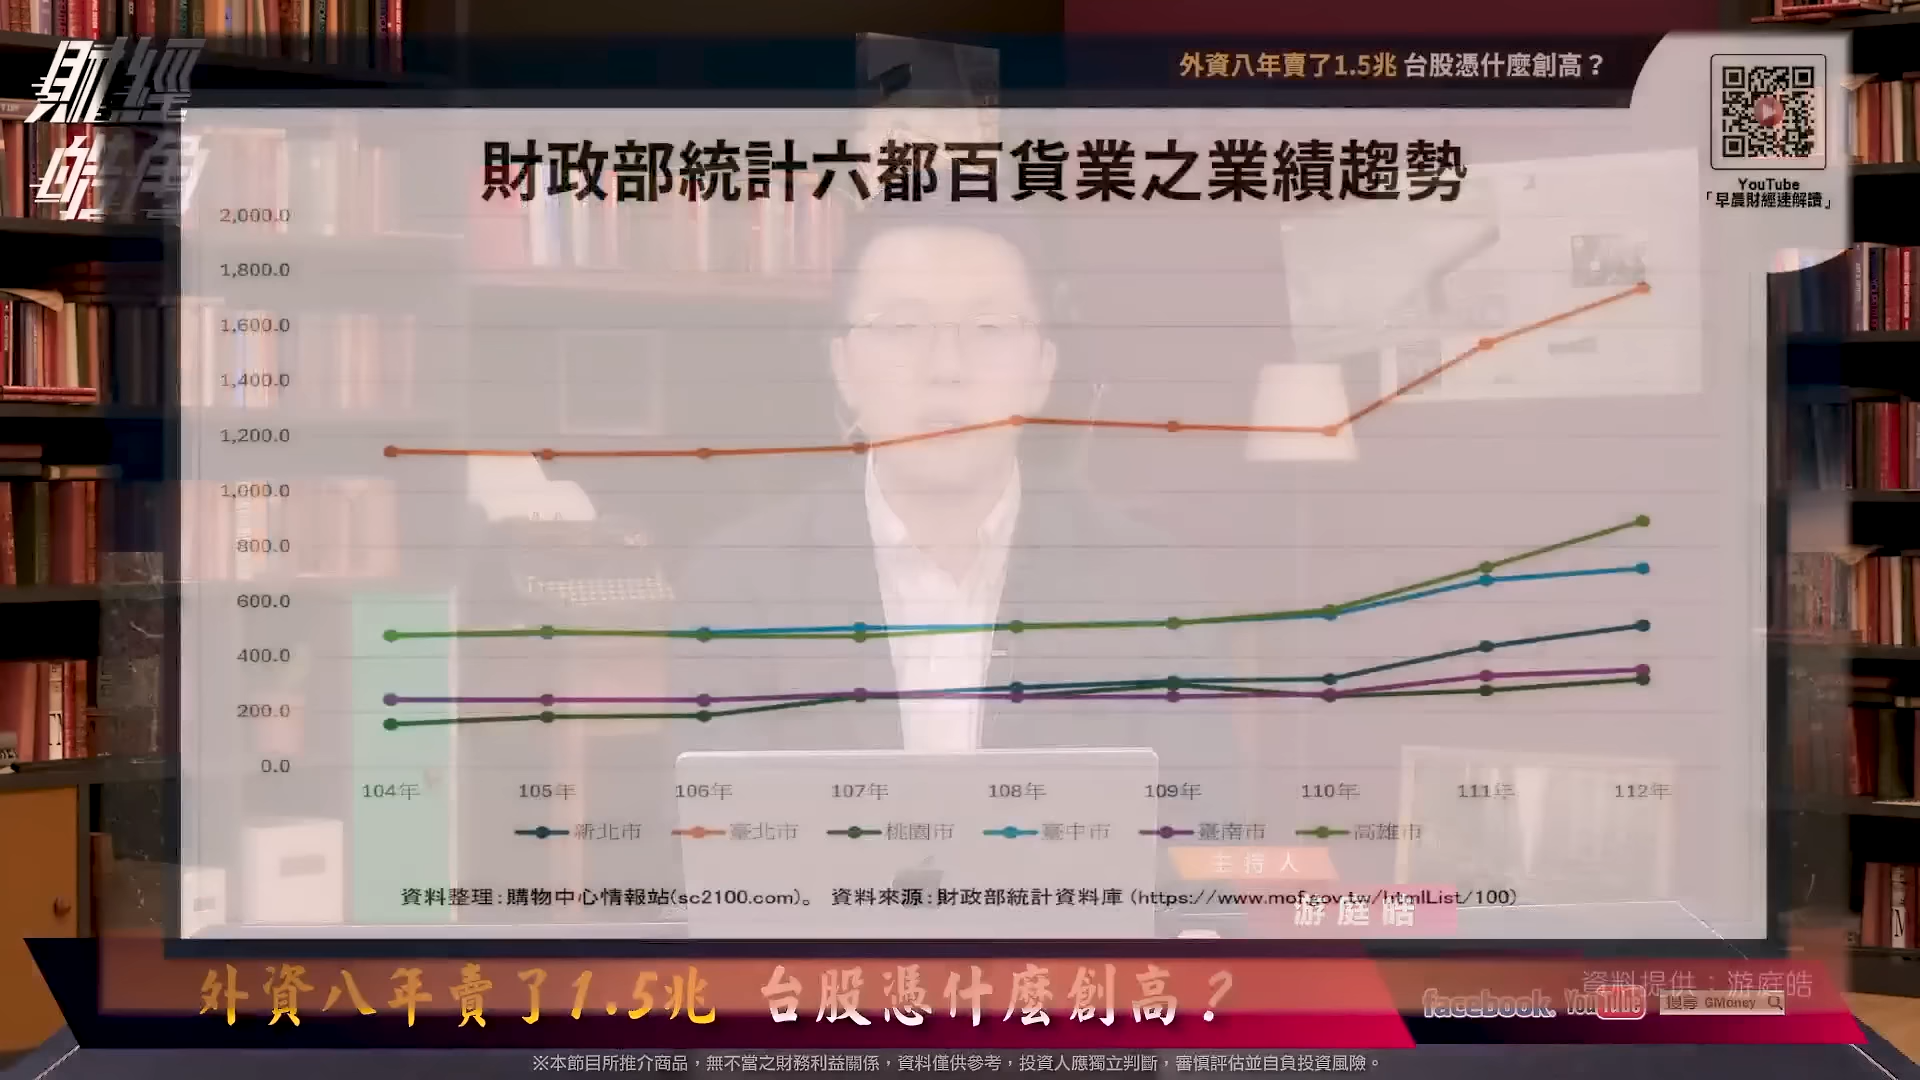 財經
皓角
外資八年賣了1.5兆 台股憑什麼創高？
YouTube
「早晨財經速解讀」
財政部統計六都百貨業之業績趨勢
2,000.0
1,800.0
1,600.0
1,400.0
1,200.0
1,000.0
800.0
600.0
400.0
200.0
0.0
104年 105年 106年 107年 108年 109年 110年 111年 112年
新北市 臺北市 桃園市 臺中市 臺南市 高雄市
主持人
資料整理：購物中心情報站(sc2100.com)。 資料來源：財政部統計資料庫 (https://www.mof.gov.tw/htmlList/100)
游庭皓
外資八年賣了1.5兆 台股憑什麼創高？
資料提供：游庭皓
facebook. YouTube 搜尋 GMoney
※本節目所推介商品，無不當之財務利益關係，資料僅供參考，投資人應獨立判斷，審慎評估並自負投資風險。